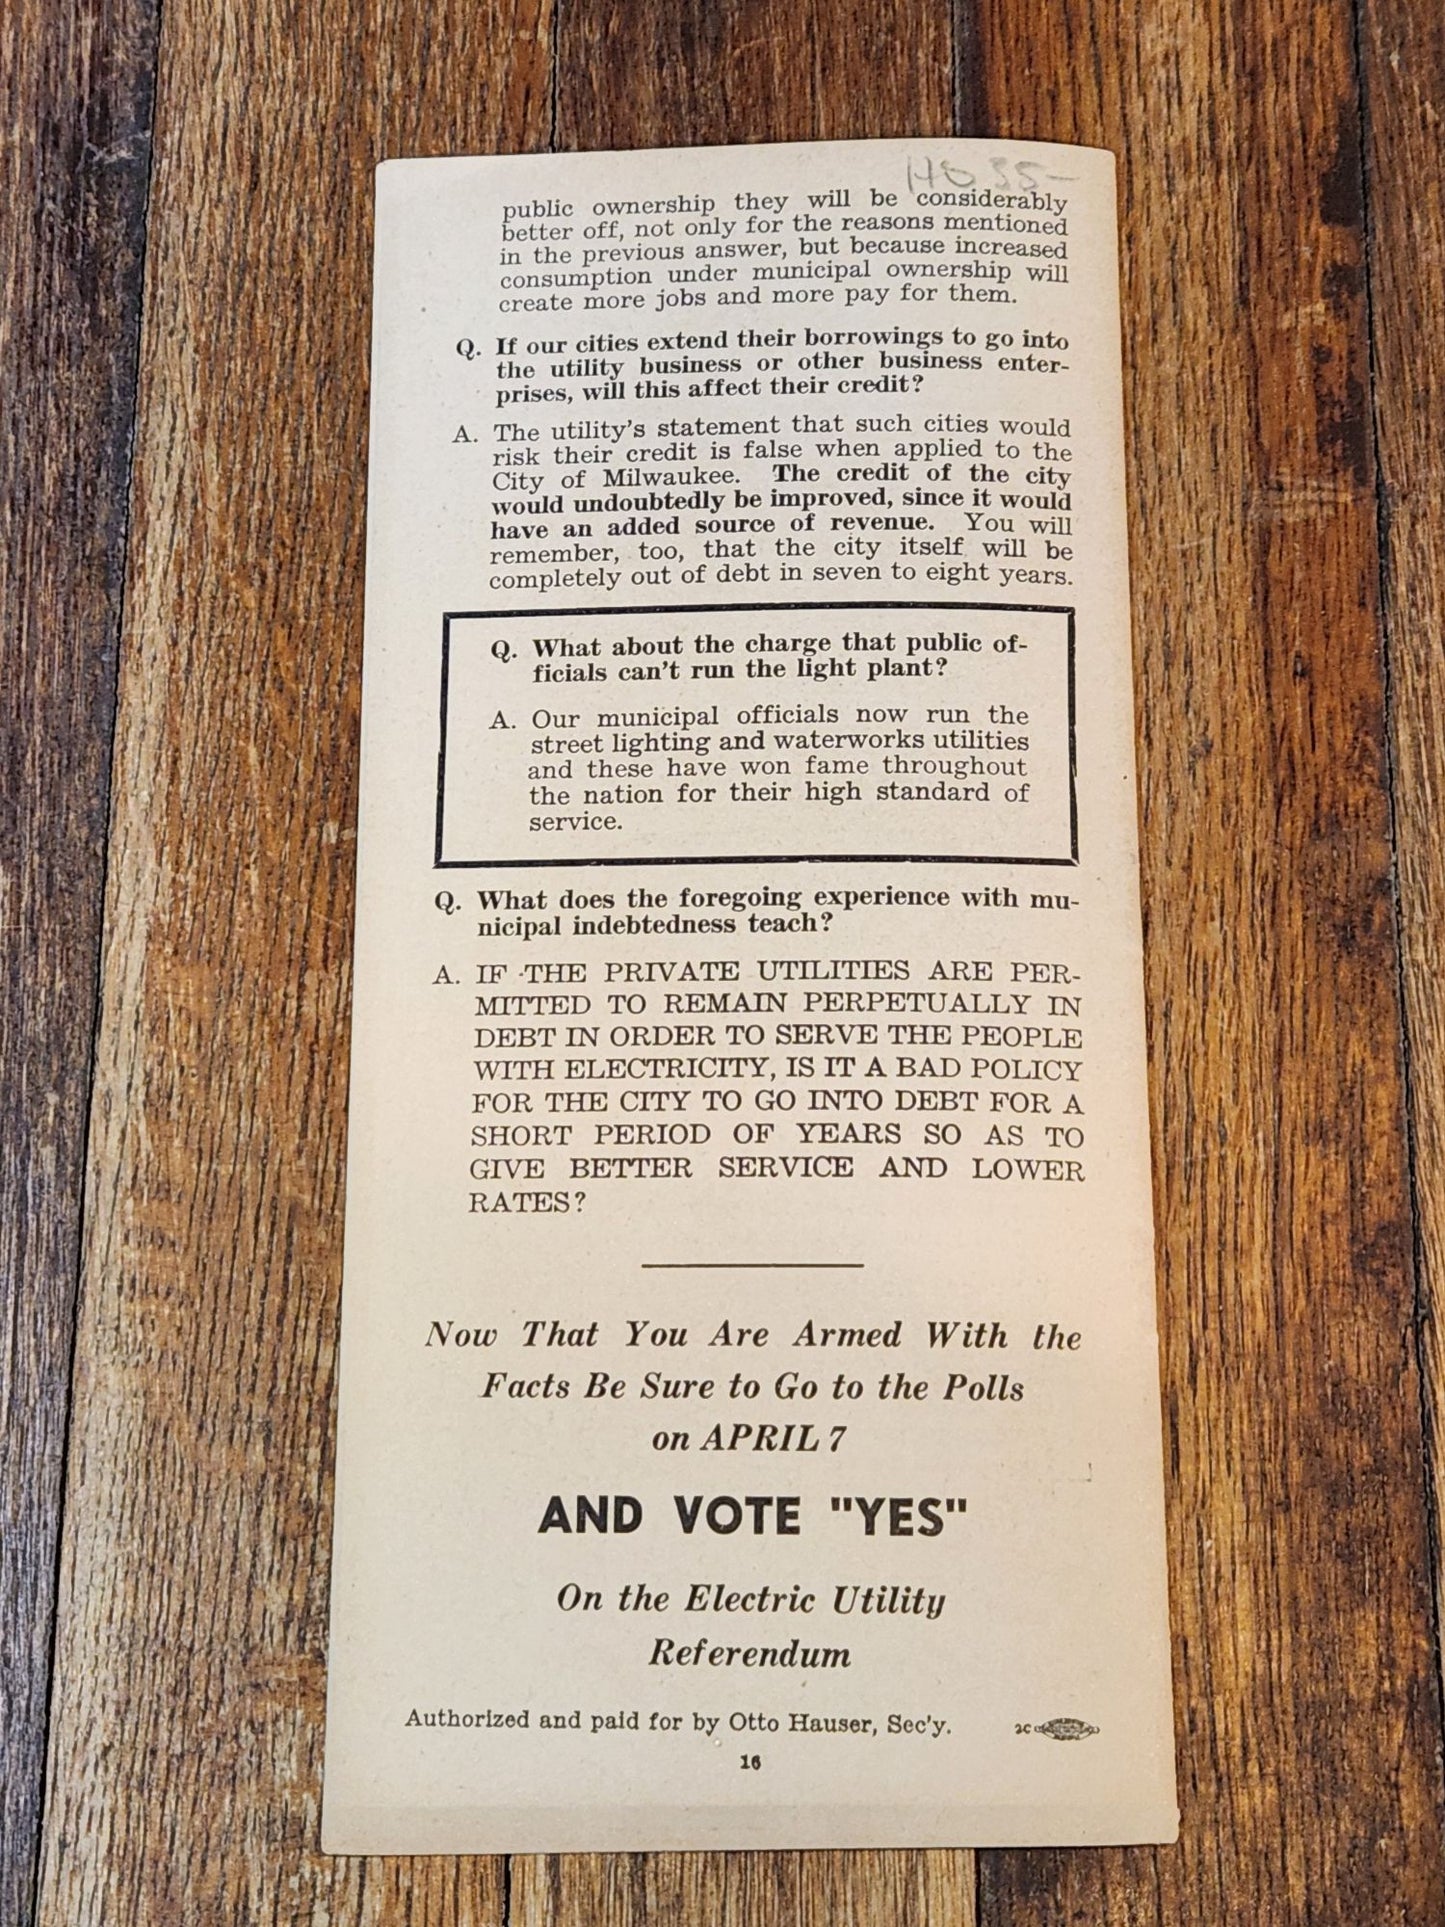 public ownership they will be considerably
better off, not only for the reasons mentioned
in the previous answer, but because increased
consumption under municipal ownership will
create more jobs and more pay for them.
Q. If our cities extend their borrowings to go into
the utility business or other business enter-
prises, will this affect their credit?
A. The utility's statement that such cities would
risk their credit is false when applied to the
City of Milwaukee. The credit of the city
would undoubtedly be improved, since it would
have an added source of revenue. You will
remember, too, that the city itself will be
completely out of debt in seven to eight years.
Q. What about the charge that public of-
ficials can't run the light plant?
A. Our municipal officials now run the
street lighting and waterworks utilities
and these have won fame throughout
the nation for their high standard of
service.
Q. What does the foregoing experience with mu-
nicipal indebtedness teach?
A. IF THE PRIVATE UTILITIES ARE PER-
MITTED TO REMAIN PERPETUALLY IN
DEBT IN ORDER TO SERVE THE PEOPLE
WITH ELECTRICITY, IS IT A BAD POLICY
FOR THE CITY TO GO INTO DEBT FOR A
SHORT PERIOD OF YEARS SO AS TO
GIVE BETTER SERVICE AND LOWER
RATES?
Now That You Are Armed With the
Facts Be Sure to Go to the Polls
on APRIL 7
AND VOTE "YES"
On the Electric Utility
Referendum
Authorized and paid for by Otto Hauser, Sec'y.
2C
16